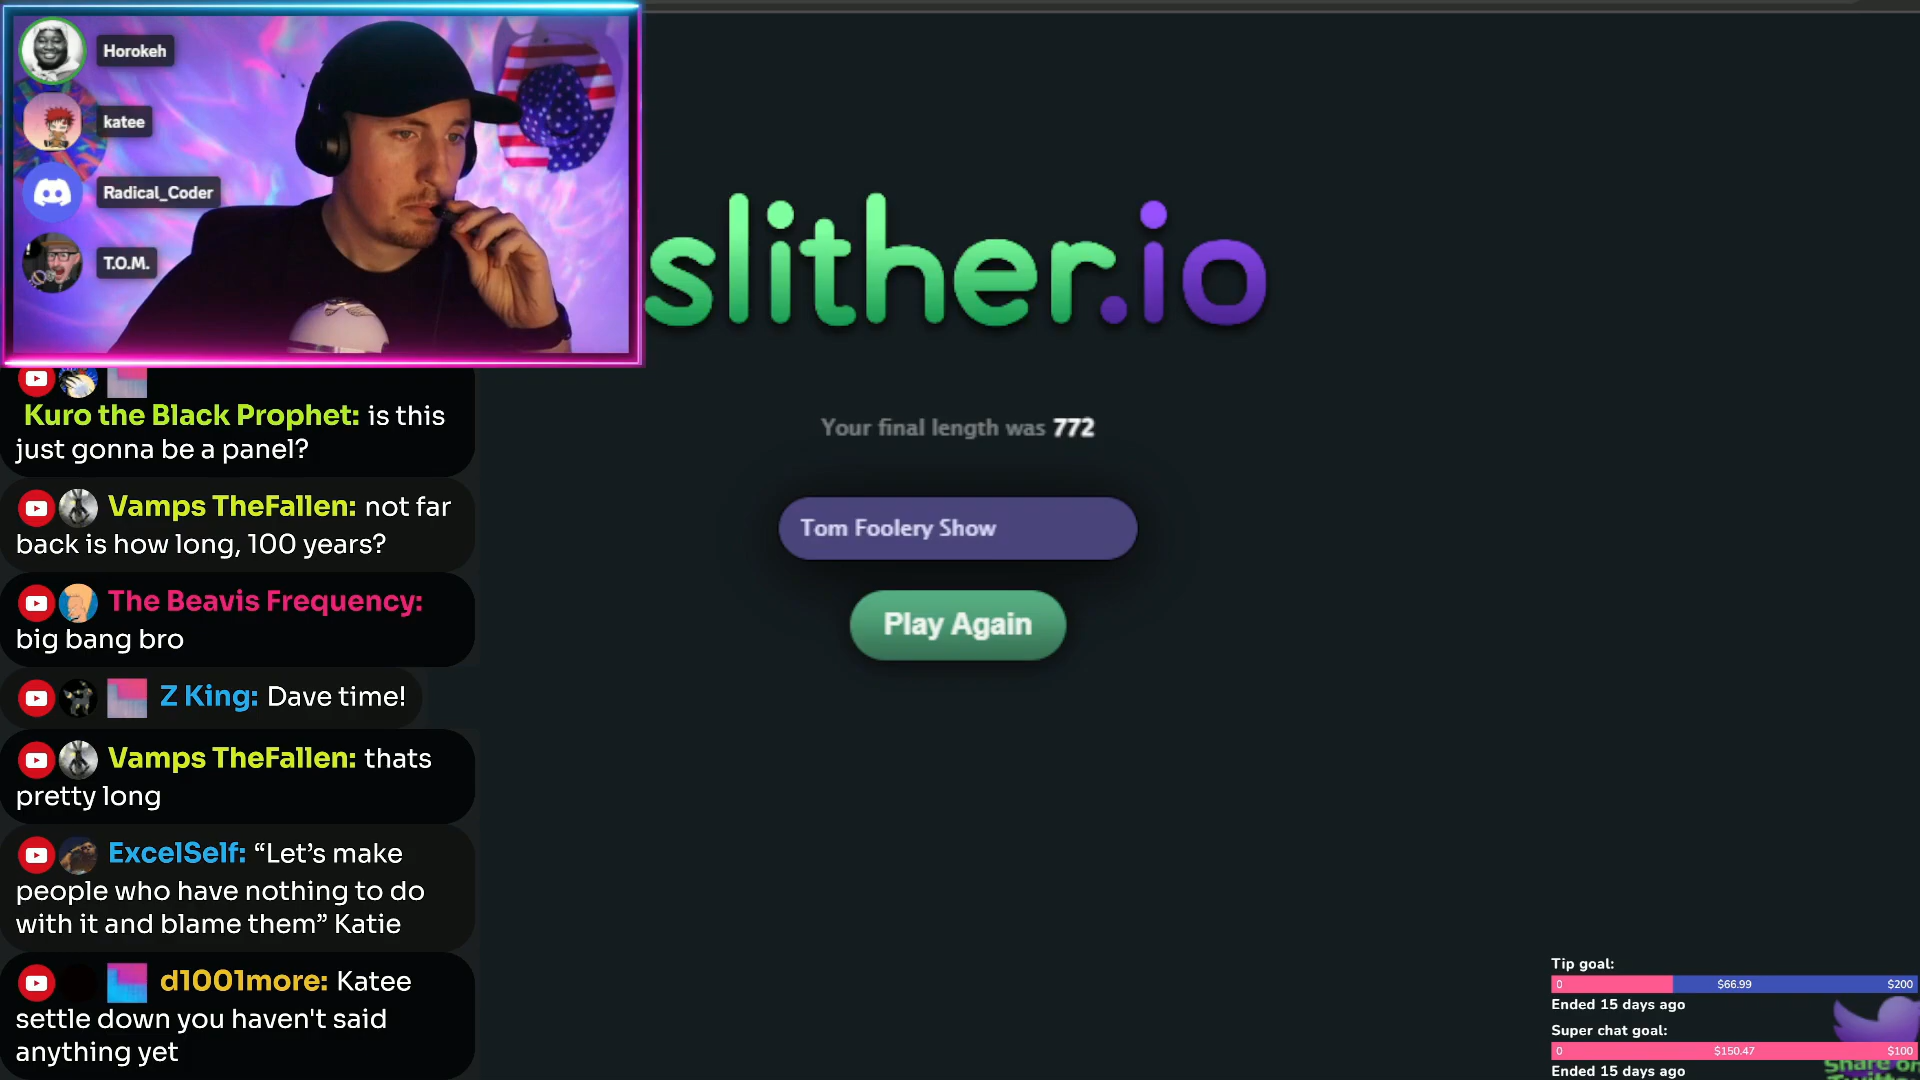 Horokeh
katee
Radical_Coder
T.O.M.
slither.io
Your final length was 772
Tom Foolery Show
Play Again
Kuro the Black Prophet: is this
just gonna be a panel?
Vamps TheFallen: not far
back is how long, 100 years?
The Beavis Frequency:
big bang bro
Z King: Dave time!
Vamps TheFallen: thats
pretty long
ExcelSelf: “Let’s make
people who have nothing to do
with it and blame them” Katie
d1001more: Katee
settle down you haven't said
anything yet
Tip goal:
0 $66.99 $200
Ended 15 days ago
Super chat goal:
0 $150.47 $100
Ended 15 days ago
Share on